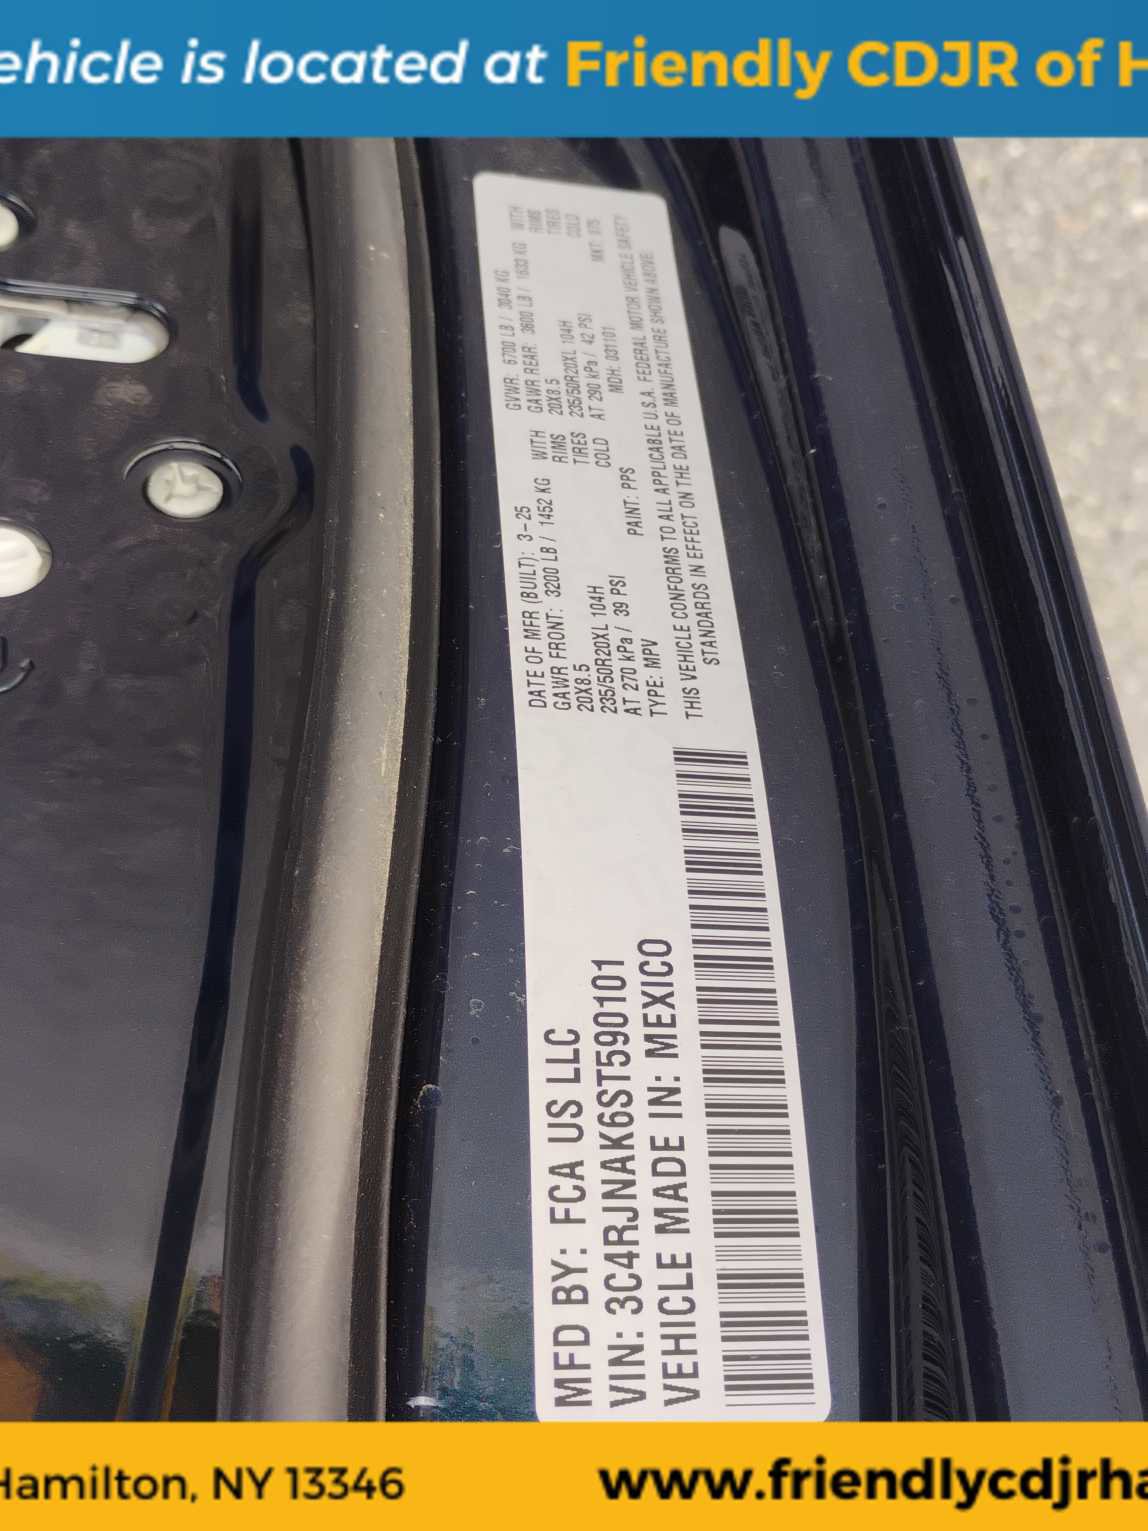 ehicle is located at Friendly CDJR of H
MFD BY: FCA US LLC
VIN: 3C4RJNAK6ST590101
VEHICLE MADE IN: MEXICO
DATE OF MFR (BUILT): 3-25 GVWR: 6700 LB / 3040 KG
GAWR FRONT: 3200 LB / 1452 KG WITH GAWR REAR: 3600 LB / 1633 KG WITH
20X8.5 RIMS 20X8.5 RIMS
235/50R20XL 104H TIRES 235/50R20XL 104H TIRES
AT 270 kPa / 39 PSI COLD AT 290 kPa / 42 PSI COLD
TYPE: MPV PAINT: PPS MDH: 031101 MKT:
THIS VEHICLE CONFORMS TO ALL APPLICABLE U.S.A. FEDERAL MOTOR VEHICLE SAFETY
STANDARDS IN EFFECT ON THE DATE OF MANUFACTURE SHOWN ABOVE
Hamilton, NY 13346 www.friendlycdjrha